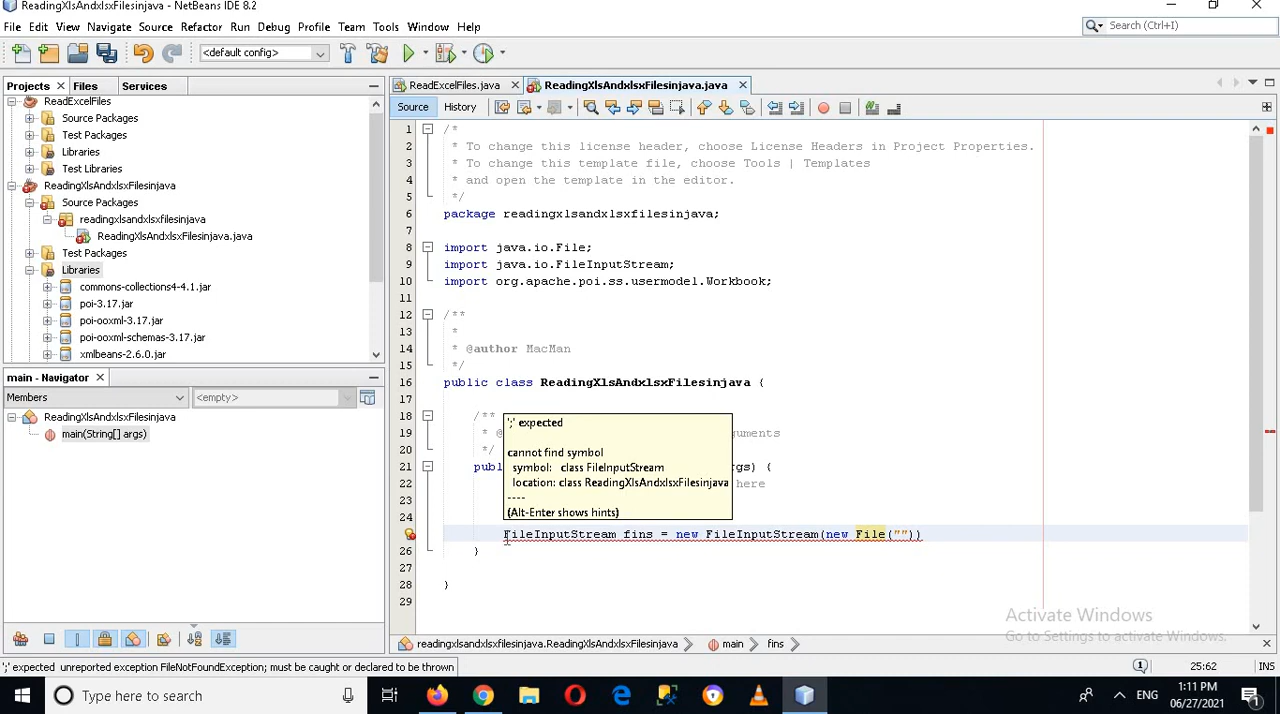 ReadingXlsAndxlsxFilesinjava - NetBeans IDE 8.2
File Edit View Navigate Source Refactor Run Debug Profile Team Tools Window Help
Search (Ctrl+I)
<default config>
Projects Files Services
ReadExcelFiles
Source Packages
Test Packages
Libraries
Test Libraries
ReadingXlsAndxlsxFilesinjava
Source Packages
readingxlsandxlsxfilesinjava
ReadingXlsAndxlsxFilesinjava.java
Test Packages
Libraries
commons-collections4-4.1.jar
poi-3.17.jar
poi-ooxml-3.17.jar
poi-ooxml-schemas-3.17.jar
xmlbeans-2.6.0.jar
main - Navigator
Members <empty>
ReadingXlsAndxlsxFilesinjava
main(String[] args)
ReadExcelFiles.java ReadingXlsAndxlsxFilesinjava.java
Source History
1 /*
2 * To change this license header, choose License Headers in Project Properties.
3 * To change this template file, choose Tools | Templates
4 * and open the template in the editor.
5 */
6 package readingxlsandxlsxfilesinjava;
7
8 import java.io.File;
9 import java.io.FileInputStream;
10 import org.apache.poi.ss.usermodel.Workbook;
11
12 /**
13 *
14 * @author MacMan
15 */
16 public class ReadingXlsAndxlsxFilesinjava {
17
18 /**
19 * @ guments
20 */
21 publ gs) {
22 here
23
24
FileInputStream fins = new FileInputStream(new File(""))
26 }
27
28 }
29
';' expected
cannot find symbol
symbol: class FileInputStream
location: class ReadingXlsAndxlsxFilesinjava
----
(Alt-Enter shows hints)
Activate Windows
Go to Settings to activate Windows.
readingxlsandxlsxfilesinjava.ReadingXlsAndxlsxFilesinjava main fins
';' expected unreported exception FileNotFoundException; must be caught or declared to be thrown
1 25:62 INS
Type here to search
ENG
1:11 PM
06/27/2021
1